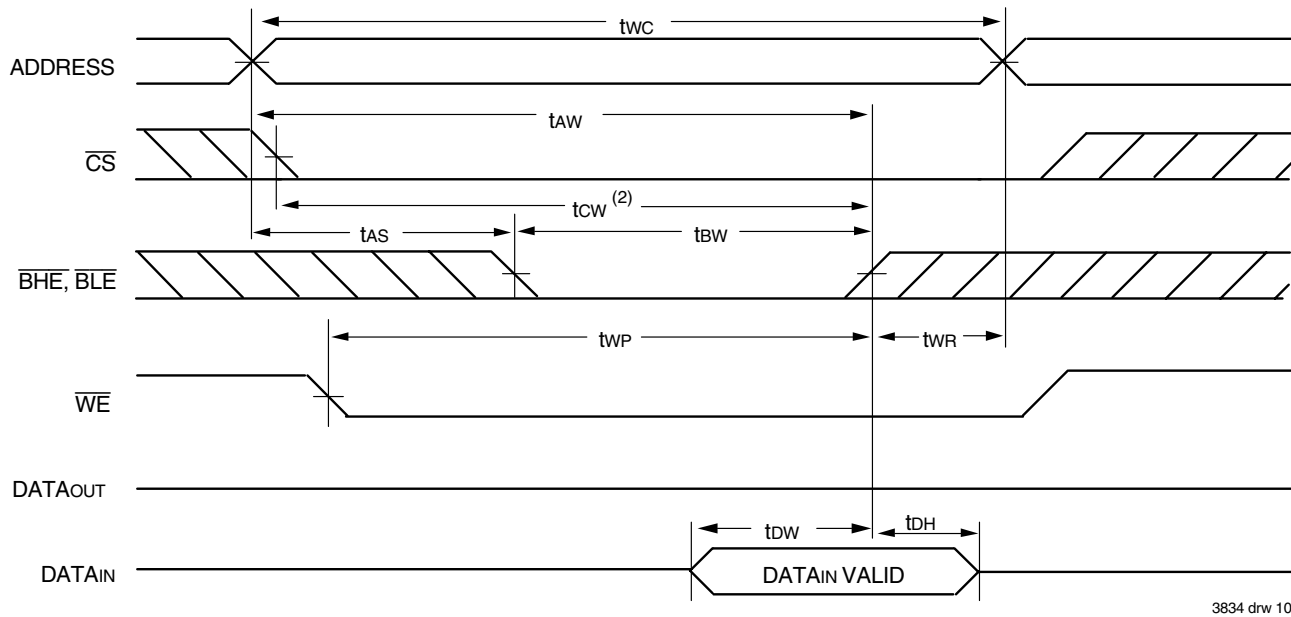 tWC
ADDRESS
tAW
CS
tCW (2)
tAS
tBW
BHE, BLE
tWP
tWR
WE
DATAOUT
tDW
tDH
DATAIN
DATAIN VALID
3834 drw 10